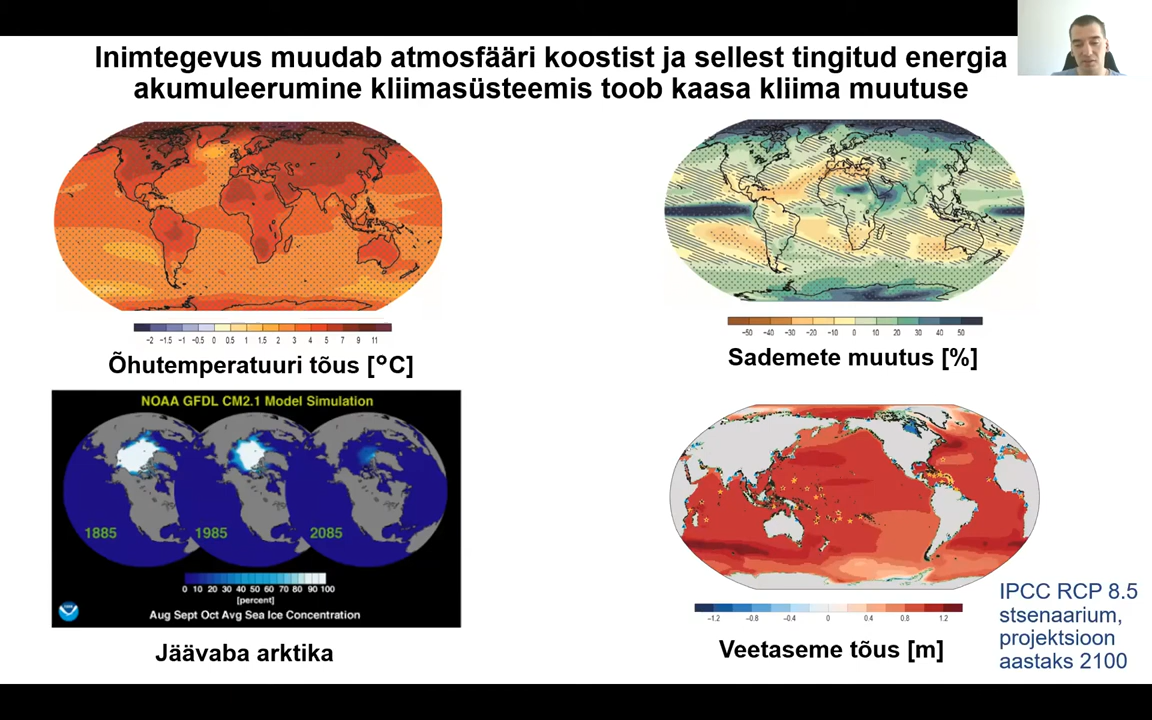 Inimtegevus muudab atmosfääri koostist ja sellest tingitud energia
akumuleerumine kliimasüsteemis toob kaasa kliima muutuse
−2 −1.5 −1 −0.5 0 0.5 1 1.5 2 3 4 5 7 9 11
Õhutemperatuuri tõus [°C]
−50 −40 −30 −20 −10 0 10 20 30 40 50
Sademete muutus [%]
NOAA GFDL CM2.1 Model Simulation
1885 1985 2085
0 10 20 30 40 50 60 70 80 90 100
[percent]
Aug Sept Oct Avg Sea Ice Concentration
Jäävaba arktika
−1.2 −0.8 −0.4 0 0.4 0.8 1.2
Veetaseme tõus [m]
IPCC RCP 8.5
stsenaarium,
projektsioon
aastaks 2100